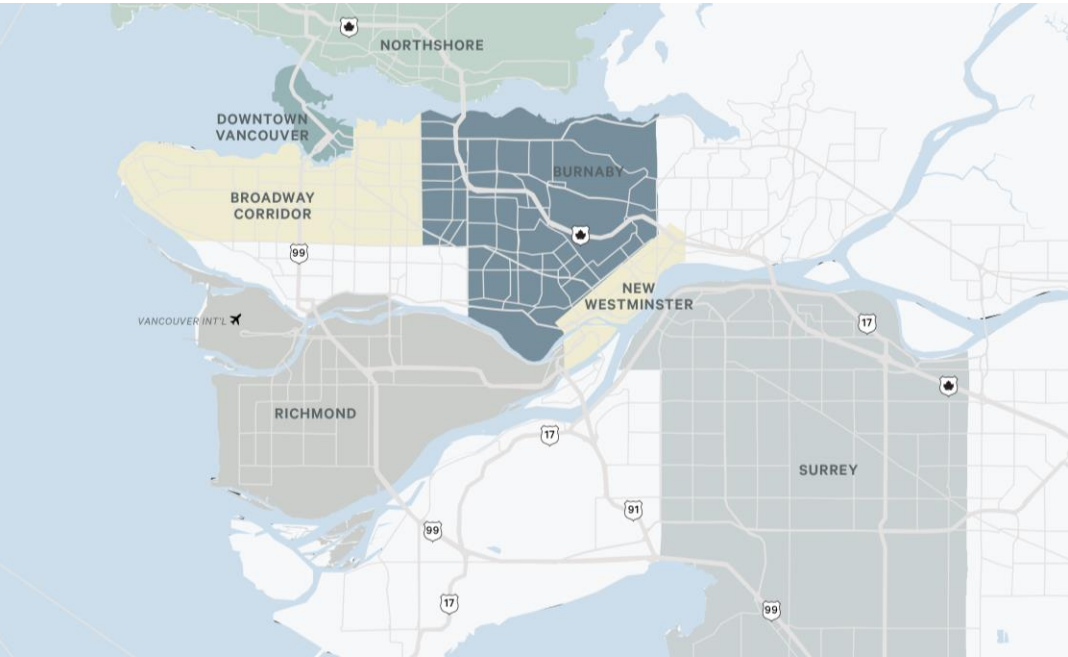 NORTHSHORE
DOWNTOWN
VANCOUVER
BURNABY
BROADWAY
CORRIDOR
99
NEW
WESTMINSTER
VANCOUVER INT'L
17
RICHMOND
17
SURREY
91
99
17
99